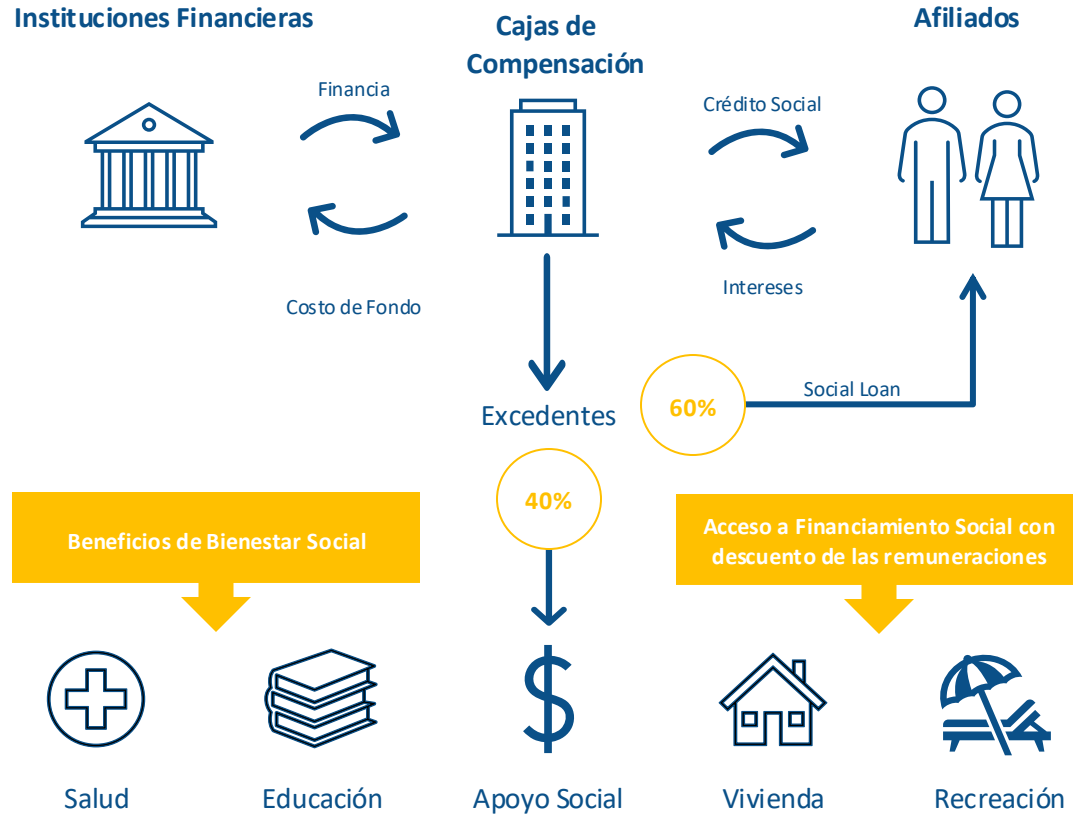 Instituciones Financieras
Cajas de
Compensación
Afiliados
Financia
Crédito Social
Costo de Fondo
Intereses
Excedentes
60%
Social Loan
40%
Beneficios de Bienestar Social
Acceso a Financiamiento Social con
descuento de las remuneraciones
Salud
Educación
Apoyo Social
Vivienda
Recreación